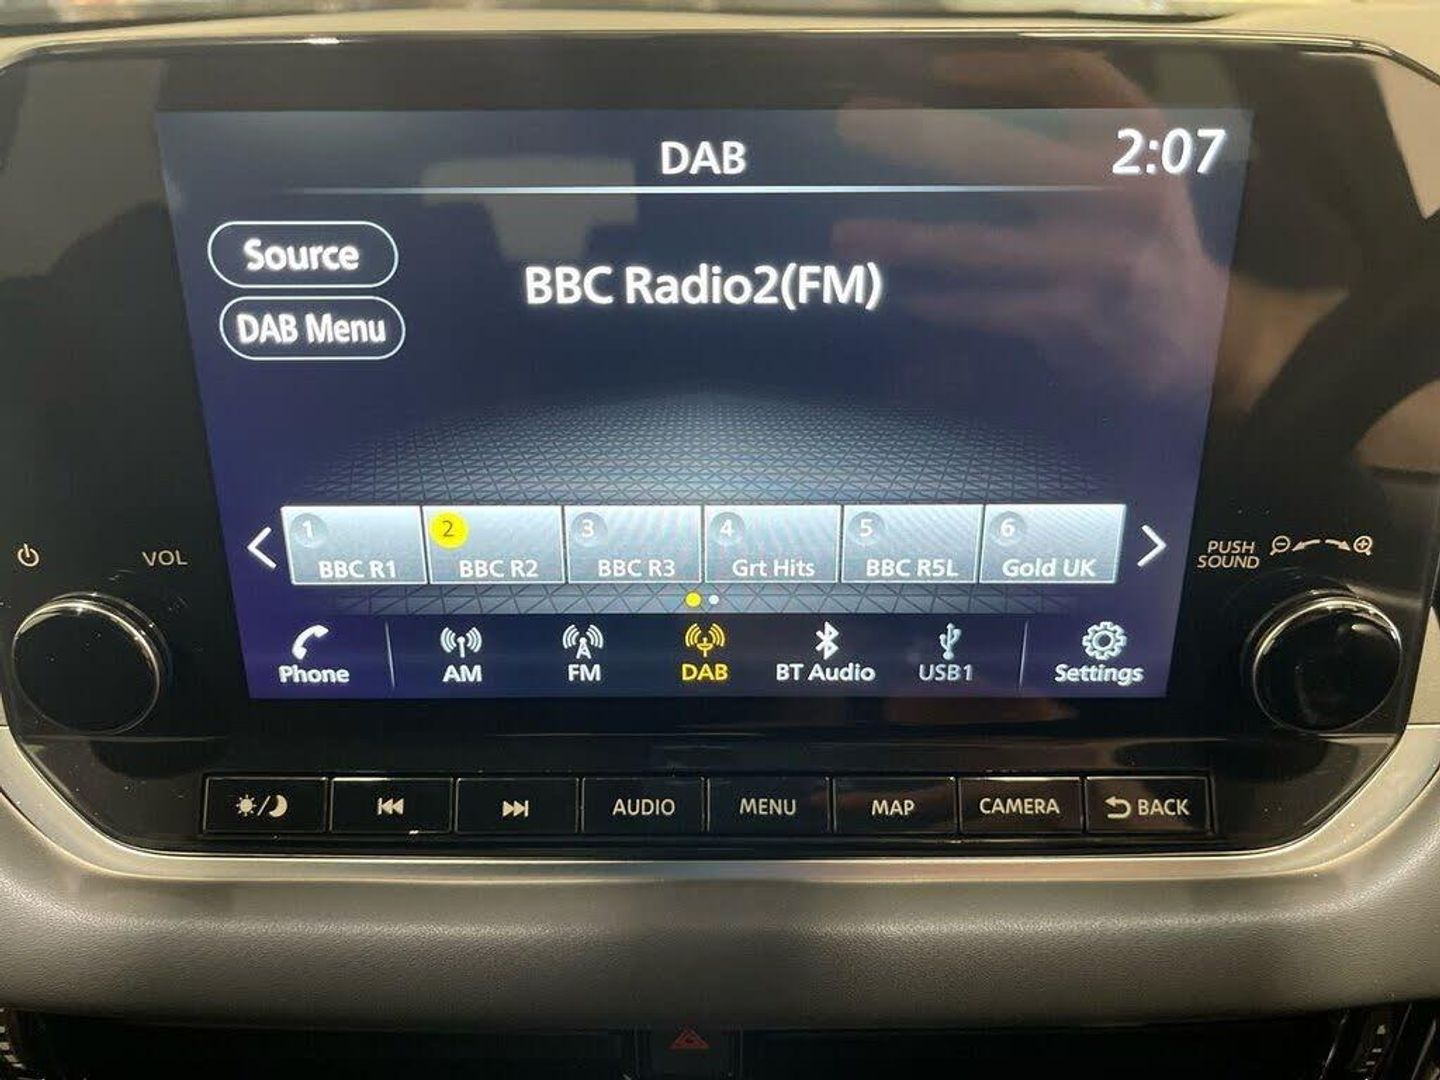 DAB
2:07
Source
BBC Radio2(FM)
DAB Menu
1 BBC R1
2 BBC R2
3 BBC R3
4 Grt Hits
5 BBC R5L
6 Gold UK
VOL
PUSH
SOUND
Phone
AM
FM
DAB
BT Audio
USB1
Settings
AUDIO
MENU
MAP
CAMERA
BACK